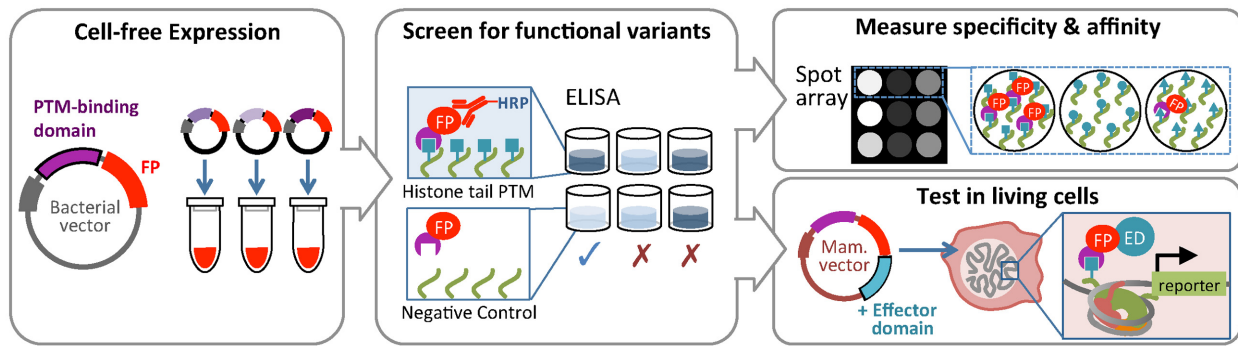 Cell-free Expression
PTM-binding
domain
FP
Bacterial
vector
Screen for functional variants
HRP
FP
ELISA
Histone tail PTM
FP
Negative Control
✓ ✗ ✗
Measure specificity & affinity
Spot
array
FP
FP
FP
FP
FP
Test in living cells
Mam.
vector
+ Effector
domain
FP
ED
reporter